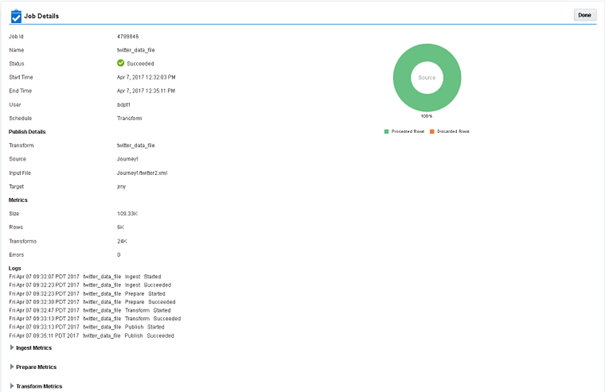 Job Details
Done
Job Id 4799848
Name twitter_data_file
Status Succeeded
Start Time Apr 7, 2017 12:32:03 PM
End Time Apr 7, 2017 12:35:11 PM
User bdp11
Schedule Transform
Publish Details
Transform twitter_data_file
Source Journey1
Input File Journey1/twitter2.xml
Target jrny
Metrics
Size 108.33K
Rows 6K
Transforms 28K
Errors 0
Source
100%
Processed Rows Discarded Rows
Logs
Fri Apr 07 09:32:07 PDT 2017 twitter_data_file Ingest Started
Fri Apr 07 09:32:23 PDT 2017 twitter_data_file Ingest Succeeded
Fri Apr 07 09:32:23 PDT 2017 twitter_data_file Prepare Started
Fri Apr 07 09:32:39 PDT 2017 twitter_data_file Prepare Succeeded
Fri Apr 07 09:32:47 PDT 2017 twitter_data_file Transform Started
Fri Apr 07 09:33:13 PDT 2017 twitter_data_file Transform Succeeded
Fri Apr 07 09:33:13 PDT 2017 twitter_data_file Publish Started
Fri Apr 07 09:35:11 PDT 2017 twitter_data_file Publish Succeeded
Ingest Metrics
Prepare Metrics
Transform Metrics